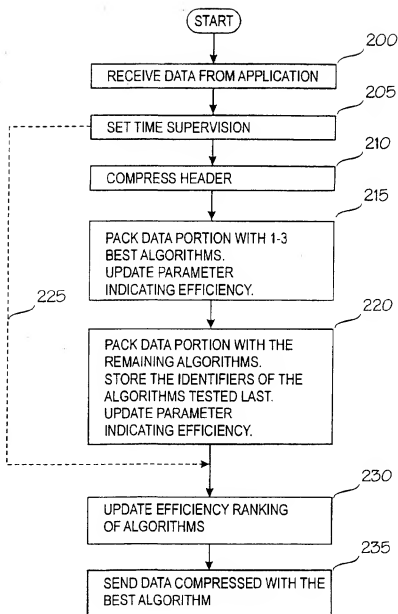 START
200
RECEIVE DATA FROM APPLICATION
205
SET TIME SUPERVISION
210
COMPRESS HEADER
215
PACK DATA PORTION WITH 1-3
BEST ALGORITHMS.
UPDATE PARAMETER
INDICATING EFFICIENCY.
225
220
PACK DATA PORTION WITH THE
REMAINING ALGORITHMS.
STORE THE IDENTIFIERS OF THE
ALGORITHMS TESTED LAST.
UPDATE PARAMETER
INDICATING EFFICIENCY.
230
UPDATE EFFICIENCY RANKING
OF ALGORITHMS
235
SEND DATA COMPRESSED WITH THE
BEST ALGORITHM